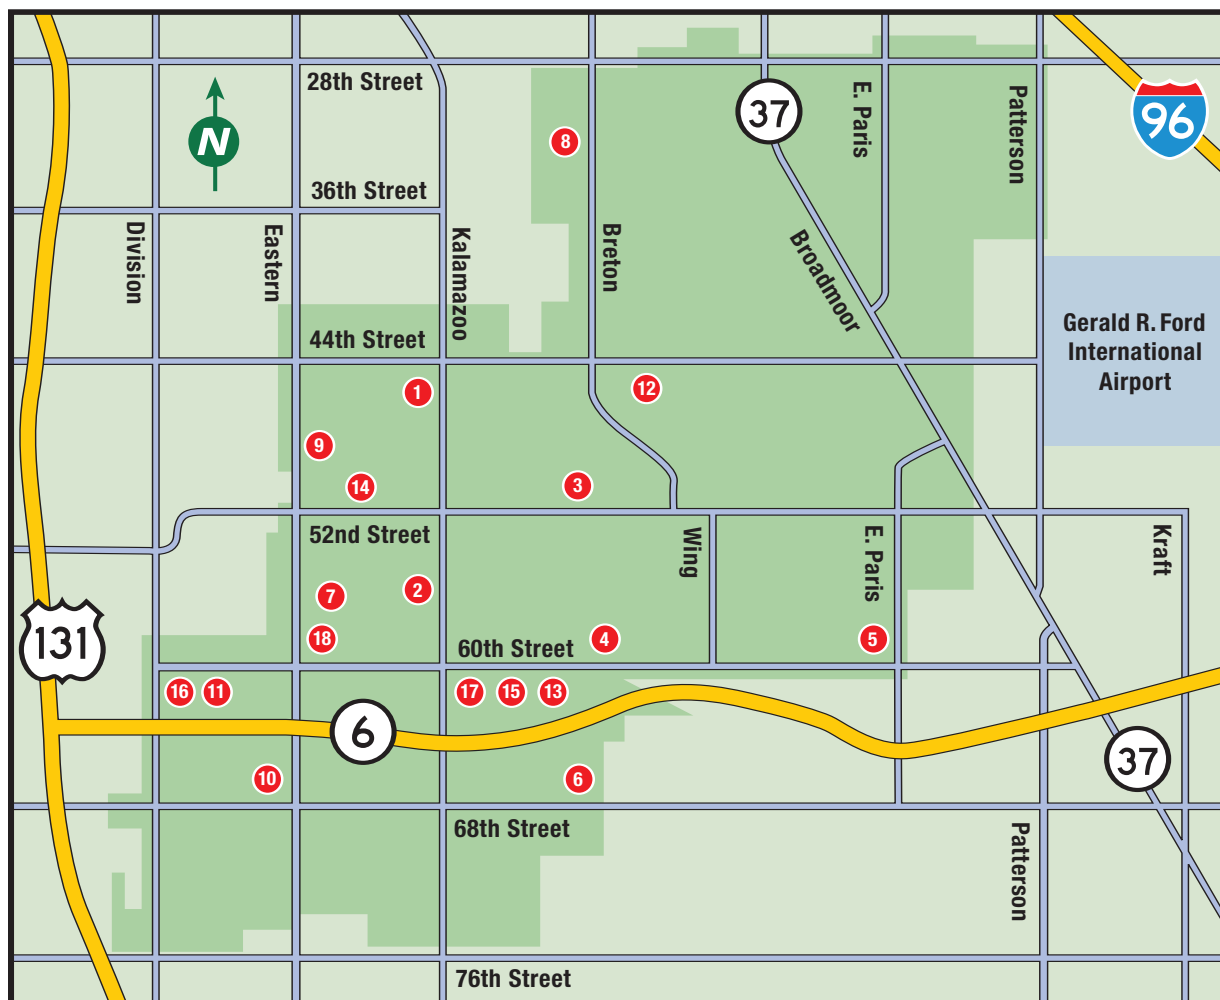 28th Street
37
E. Paris
Patterson
96
N
8
36th Street
Division
Eastern
Kalamazoo
Breton
Broadmoor
44th Street
Gerald R. Ford
International
Airport
1
12
9
14
3
52nd Street
Wing
E. Paris
Kraft
7
2
131
18
60th Street
4
5
16
11
17
15
13
6
10
6
37
68th Street
Patterson
76th Street